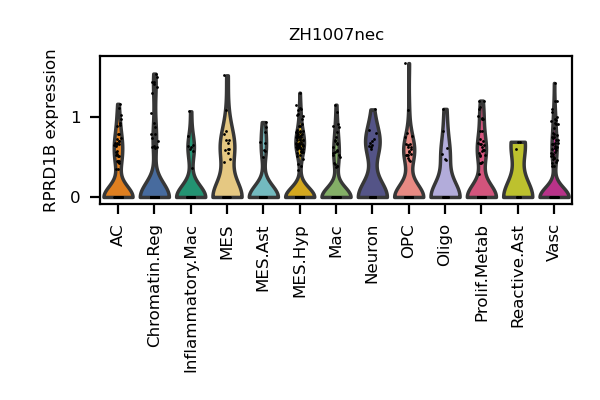 ZH1007nec
RPRD1B expression
1
0
AC
Chromatin.Reg
Inflammatory.Mac
MES
MES.Ast
MES.Hyp
Mac
Neuron
OPC
Oligo
Prolif.Metab
Reactive.Ast
Vasc